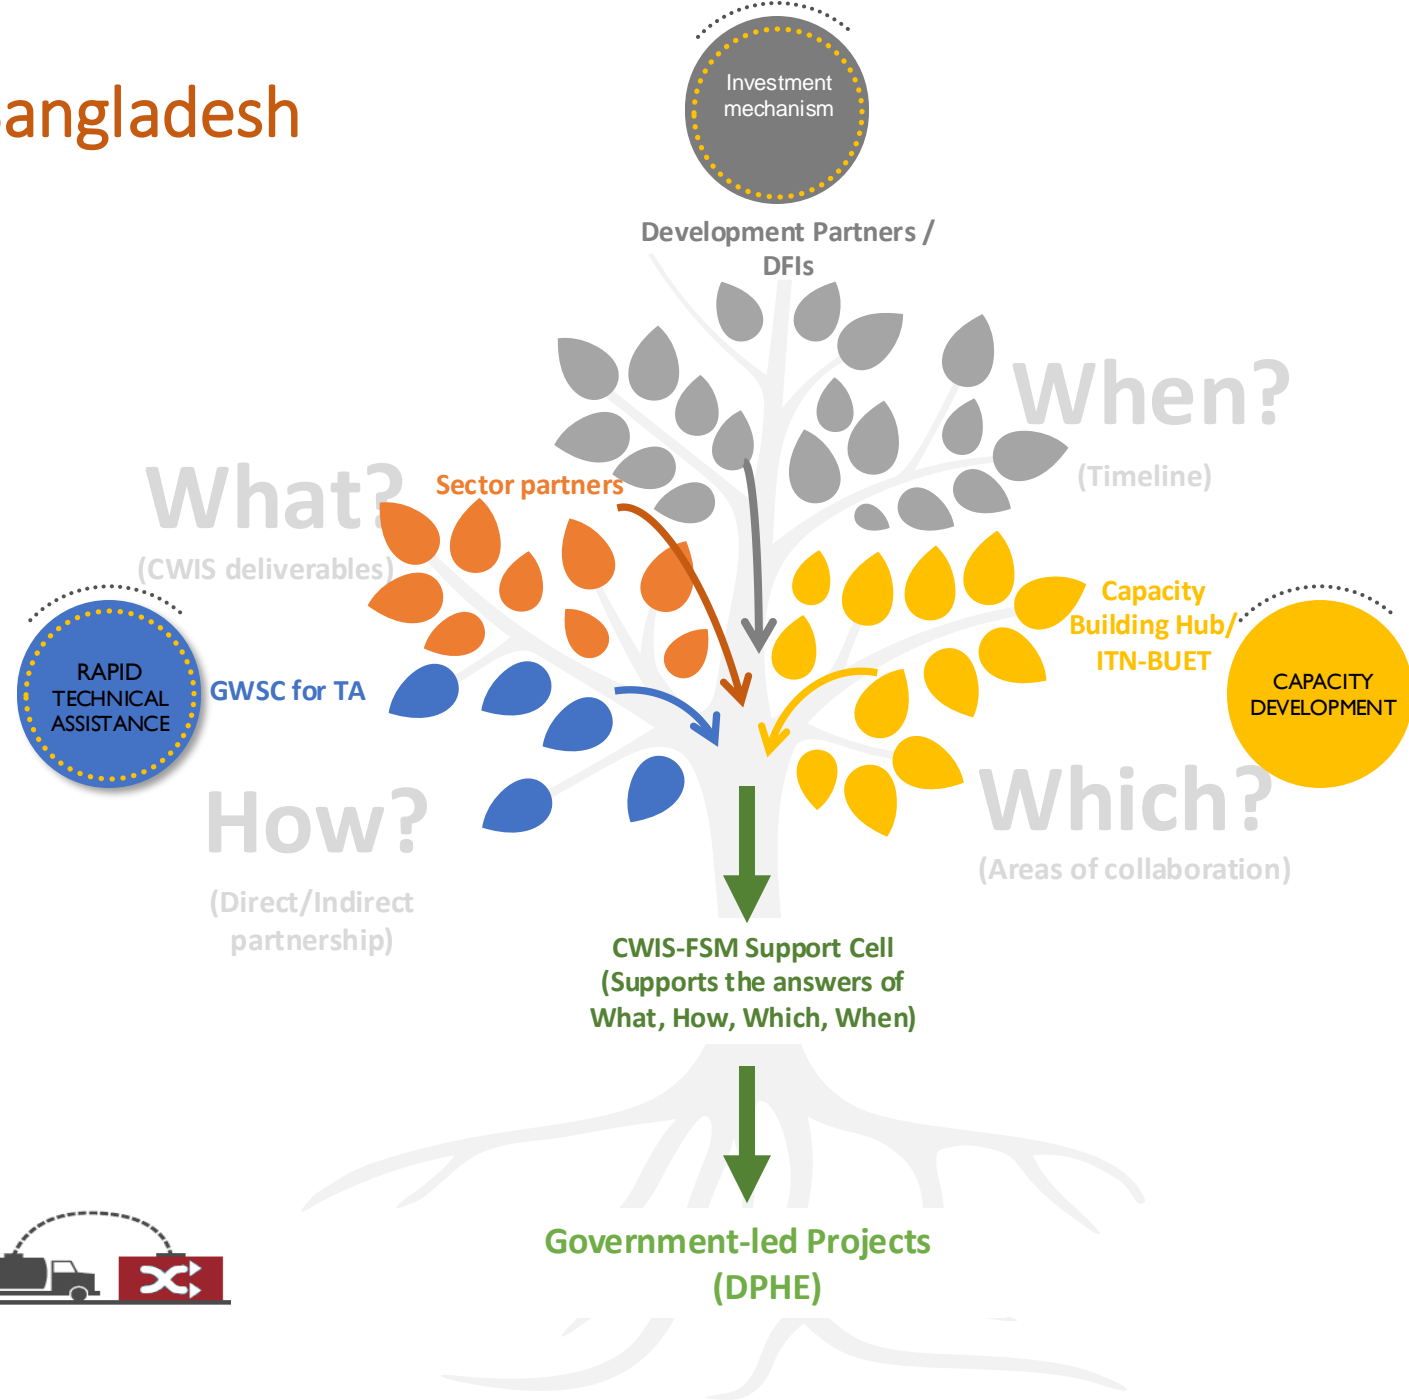 angladesh
Investment
mechanism
Development Partners /
DFIs
When?
(Timeline)
What?
(CWIS deliverables)
Sector partners
Capacity
Building Hub/
ITN-BUET
CAPACITY
DEVELOPMENT
RAPID
TECHNICAL
ASSISTANCE
GWSC for TA
How?
(Direct/Indirect
partnership)
Which?
(Areas of collaboration)
CWIS-FSM Support Cell
(Supports the answers of
What, How, Which, When)
Government-led Projects
(DPHE)